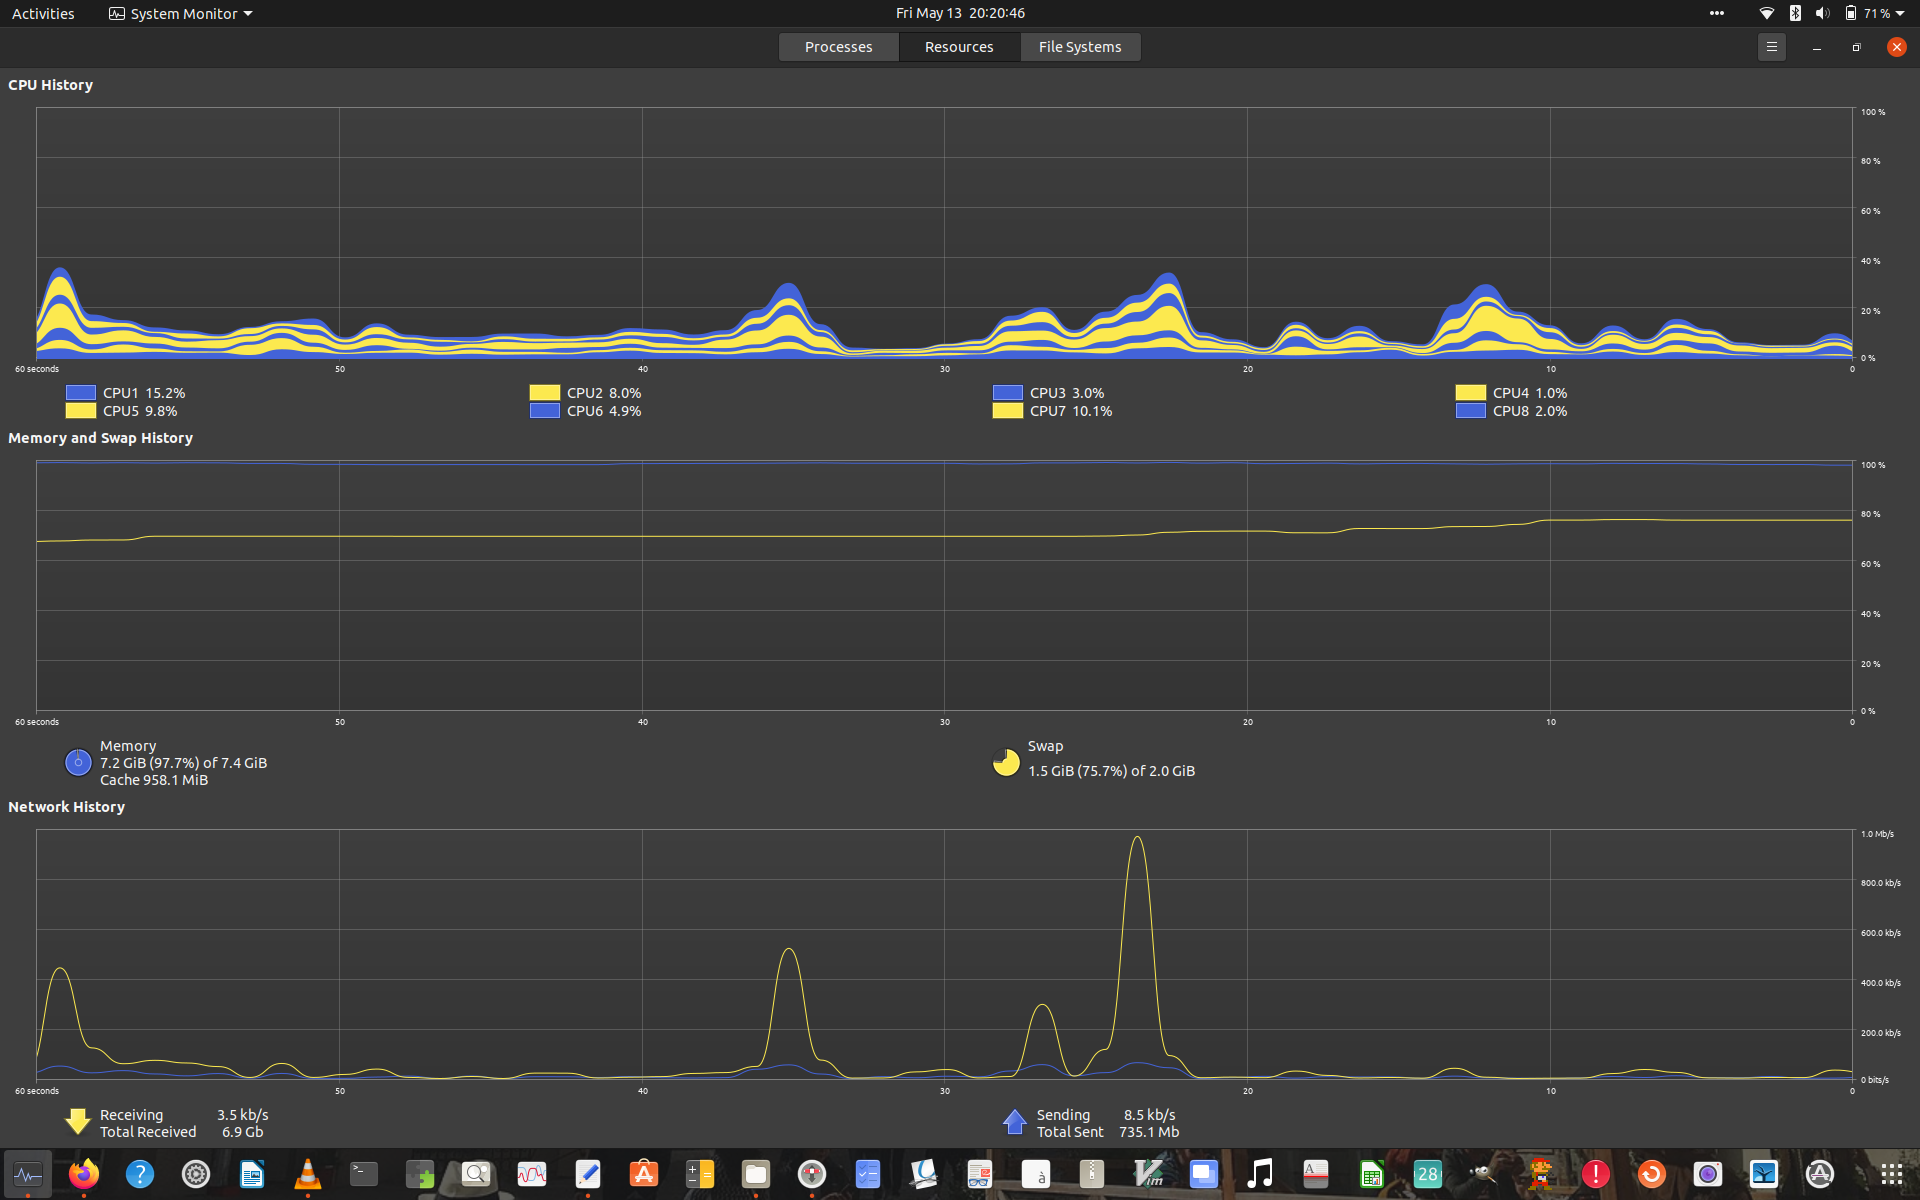 Activities System Monitor Fri May 13 20:20:46 71 %
Processes Resources File Systems
CPU History
100 %
80 %
60 %
40 %
20 %
0 %
60 seconds 50 40 30 20 10 0
CPU1 15.2% CPU2 8.0% CPU3 3.0% CPU4 1.0%
CPU5 9.8% CPU6 4.9% CPU7 10.1% CPU8 2.0%
Memory and Swap History
100 %
80 %
60 %
40 %
20 %
0 %
60 seconds 50 40 30 20 10 0
Memory
7.2 GiB (97.7%) of 7.4 GiB
Cache 958.1 MiB
Swap
1.5 GiB (75.7%) of 2.0 GiB
Network History
1.0 Mb/s
800.0 kb/s
600.0 kb/s
400.0 kb/s
200.0 kb/s
0 bits/s
60 seconds 50 40 30 20 10 0
Receiving 3.5 kb/s
Total Received 6.9 Gb
Sending 8.5 kb/s
Total Sent 735.1 Mb
? >_ à Vim A 28 !